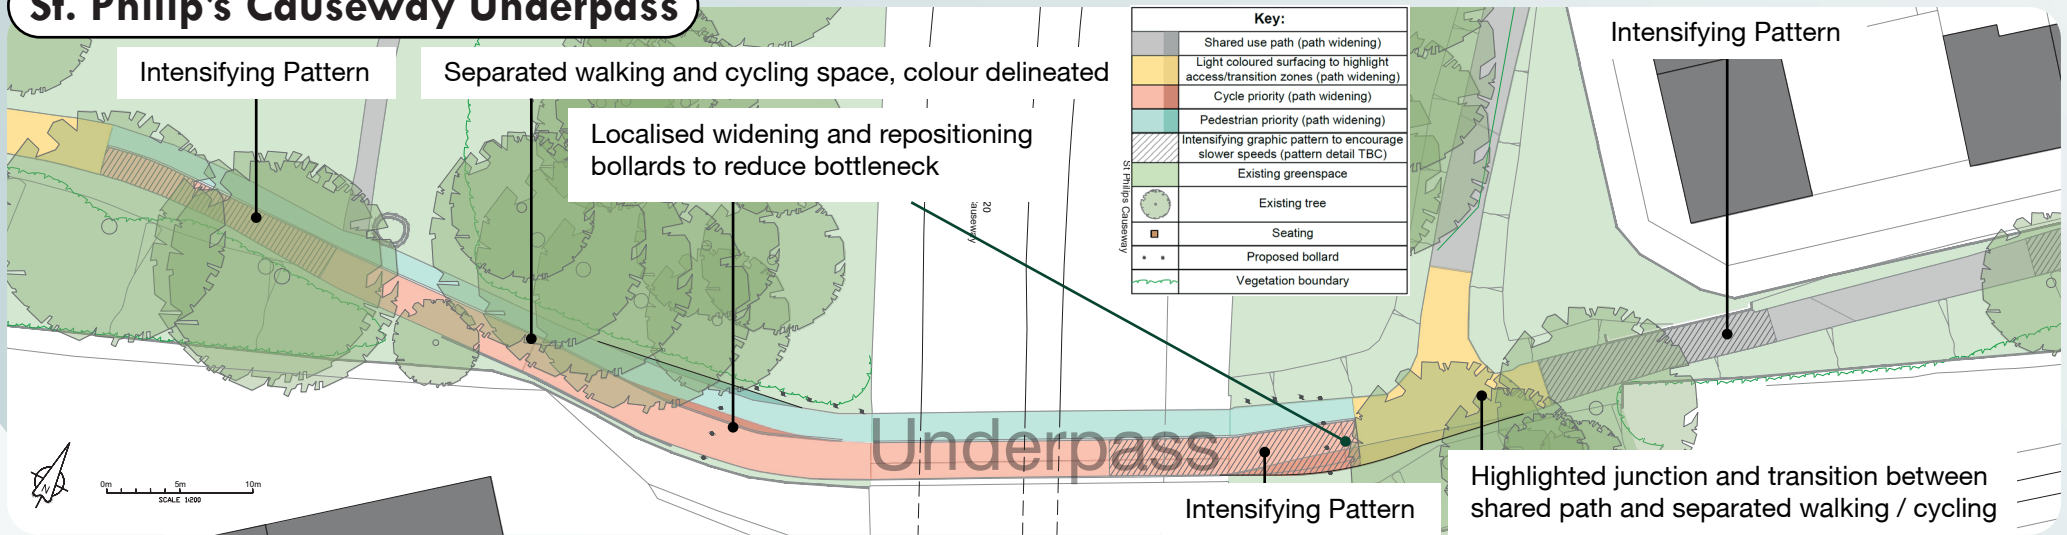 St. Philip's Causeway Underpass
Intensifying Pattern
Separated walking and cycling space, colour delineated
Localised widening and repositioning
bollards to reduce bottleneck
Key:
Shared use path (path widening)
Light coloured surfacing to highlight
access/transition zones (path widening)
Cycle priority (path widening)
Pedestrian priority (path widening)
Intensifying graphic pattern to encourage
slower speeds (pattern detail TBC)
Existing greenspace
Existing tree
Seating
Proposed bollard
Vegetation boundary
St Philips Causeway
20
auseway
Intensifying Pattern
Underpass
Intensifying Pattern
Highlighted junction and transition between
shared path and separated walking / cycling
N
0m 5m 10m
SCALE 1:200